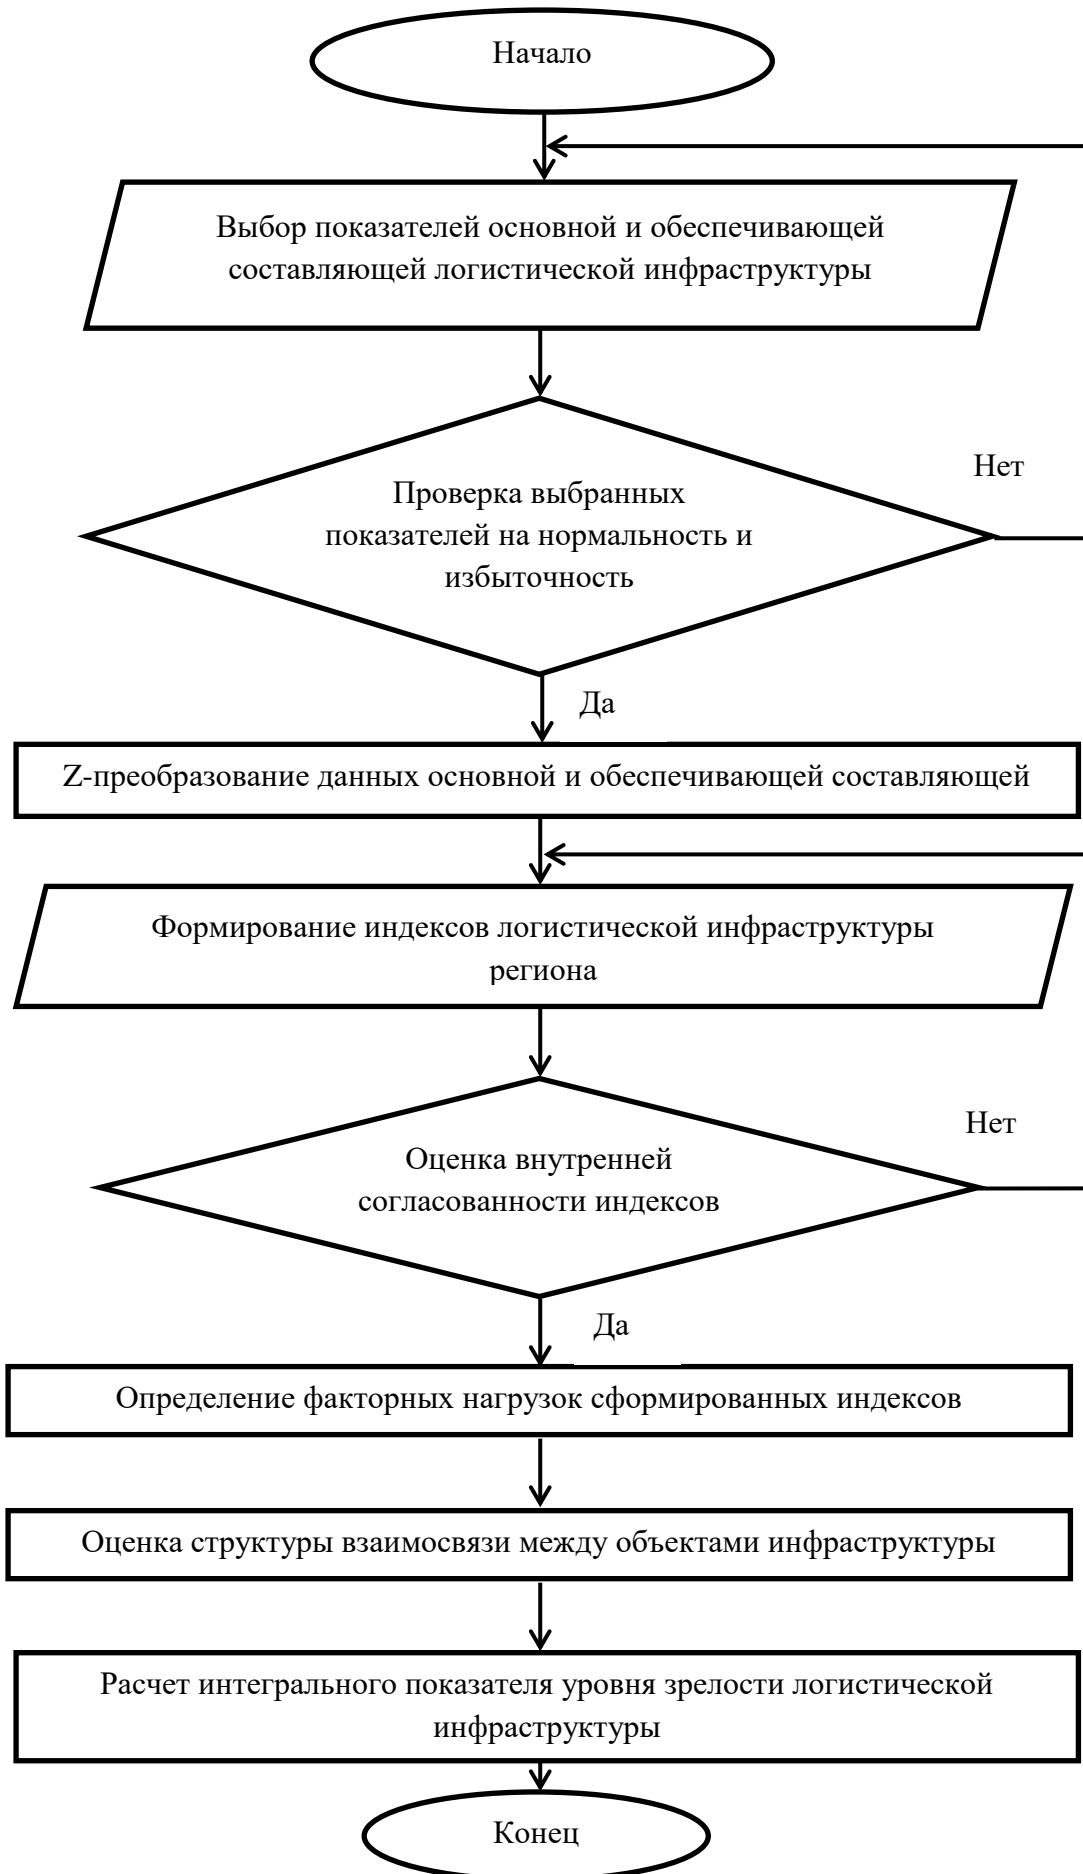 Начало
Выбор показателей основной и обеспечивающей
составляющей логистической инфраструктуры
Нет
Проверка выбранных
показателей на нормальность и
избыточность
Да
Z-преобразование данных основной и обеспечивающей составляющей
Формирование индексов логистической инфраструктуры
региона
Нет
Оценка внутренней
согласованности индексов
Да
Определение факторных нагрузок сформированных индексов
Оценка структуры взаимосвязи между объектами инфраструктуры
Расчет интегрального показателя уровня зрелости логистической
инфраструктуры
Конец